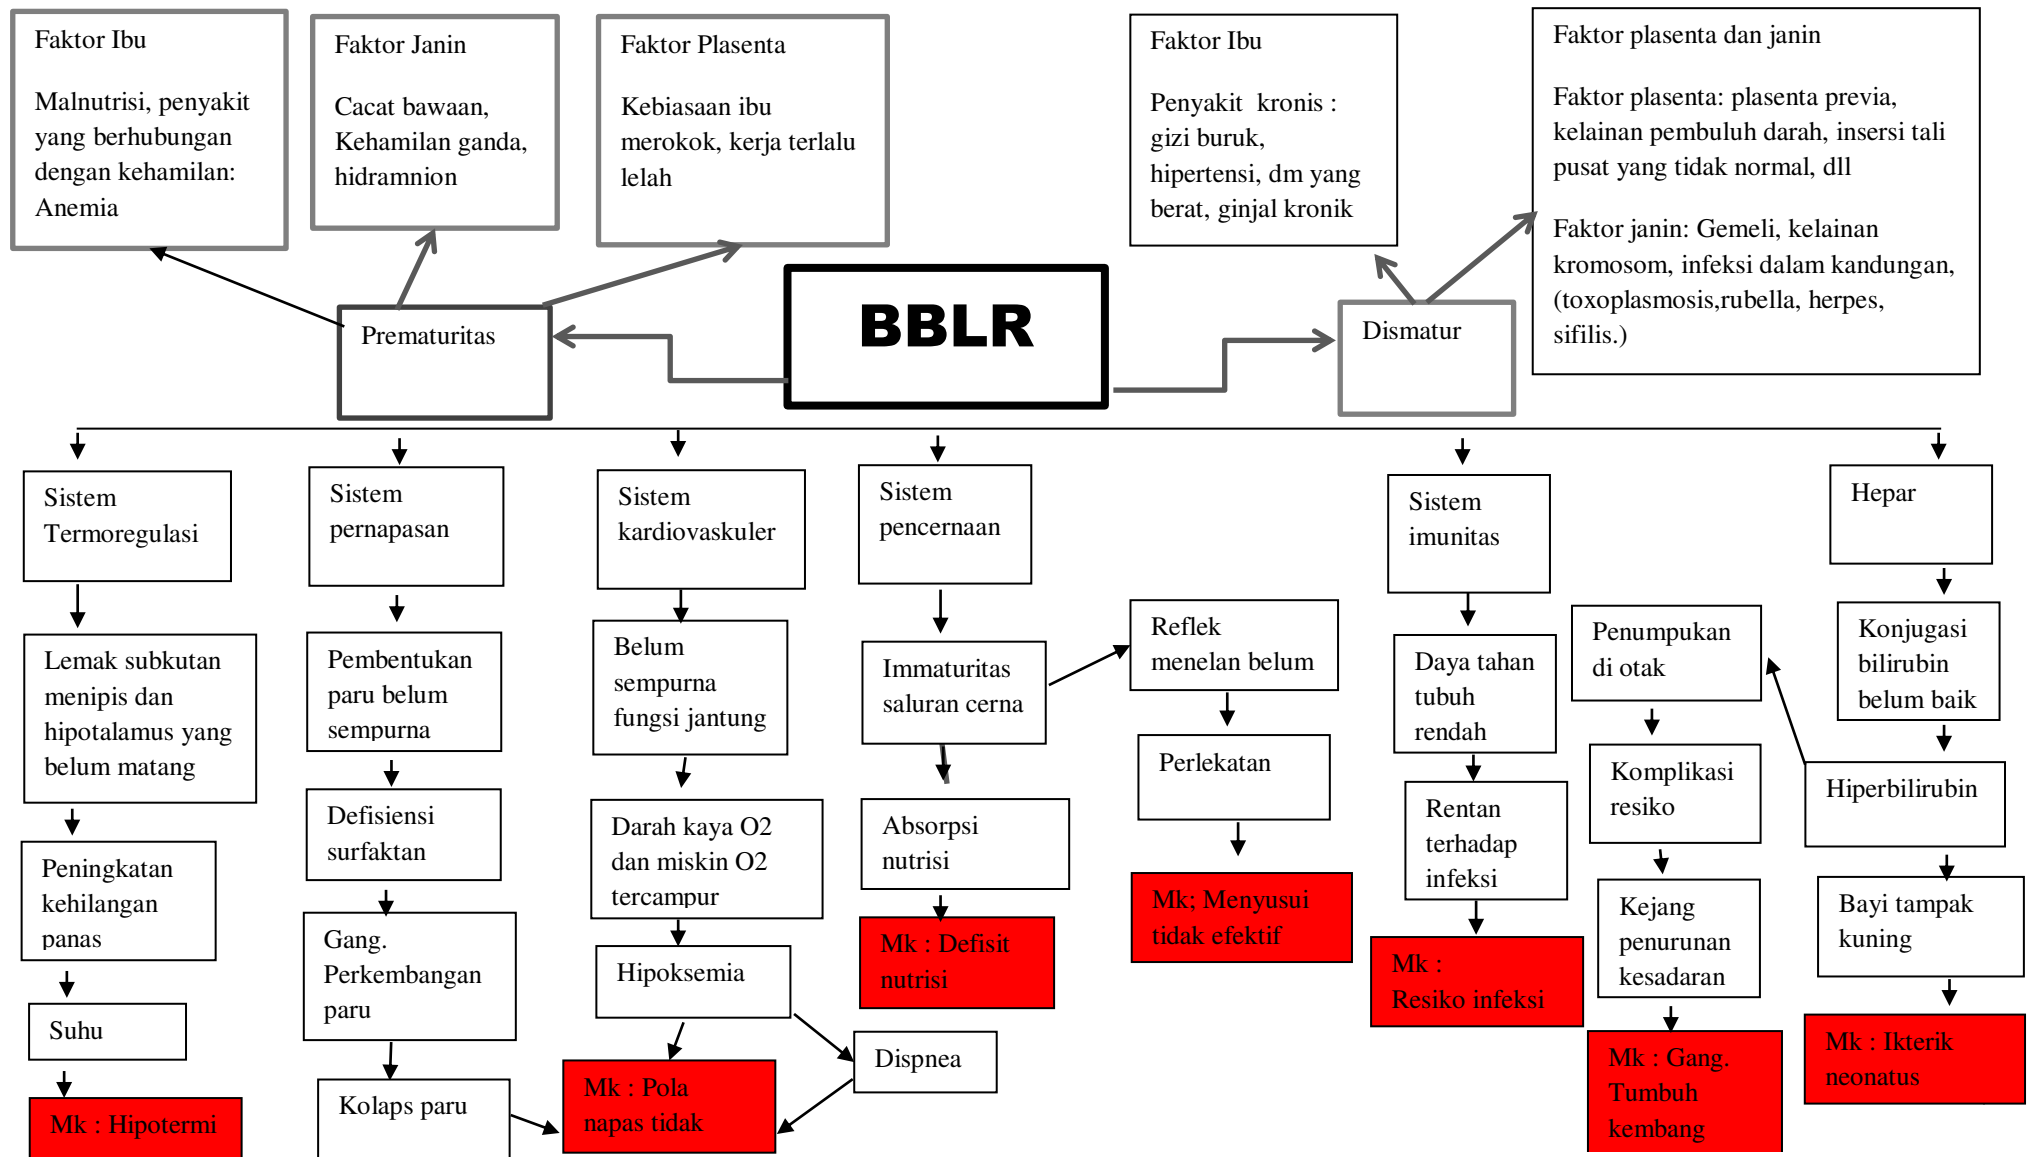 Faktor Ibu
Malnutrisi, penyakit
yang berhubungan
dengan kehamilan:
Anemia
Faktor Janin
Cacat bawaan,
Kehamilan ganda,
hidramnion
Faktor Plasenta
Kebiasaan ibu
merokok, kerja terlalu
lelah
Faktor Ibu
Penyakit kronis :
gizi buruk,
hipertensi, dm yang
berat, ginjal kronik
Faktor plasenta dan janin
Faktor plasenta: plasenta previa,
kelainan pembuluh darah, insersi tali
pusat yang tidak normal, dll
Faktor janin: Gemeli, kelainan
kromosom, infeksi dalam kandungan,
(toxoplasmosis,rubella, herpes,
sifilis.)
Prematuritas
BBLR
Dismatur
Sistem
Termoregulasi
Lemak subkutan
menipis dan
hipotalamus yang
belum matang
Peningkatan
kehilangan
panas
Suhu
Mk : Hipotermi
Sistem
pernapasan
Pembentukan
paru belum
sempurna
Defisiensi
surfaktan
Gang.
Perkembangan
paru
Kolaps paru
Sistem
kardiovaskuler
Belum
sempurna
fungsi jantung
Darah kaya O2
dan miskin O2
tercampur
Hipoksemia
Mk : Pola
napas tidak
Dispnea
Sistem
pencernaan
Immaturitas
saluran cerna
Absorpsi
nutrisi
Mk : Defisit
nutrisi
Reflek
menelan belum
Perlekatan
Mk; Menyusui
tidak efektif
Sistem
imunitas
Daya tahan
tubuh
rendah
Rentan
terhadap
infeksi
Mk :
Resiko infeksi
Penumpukan
di otak
Komplikasi
resiko
Kejang
penurunan
kesadaran
Mk : Gang.
Tumbuh
kembang
Hepar
Konjugasi
bilirubin
belum baik
Hiperbilirubin
Bayi tampak
kuning
Mk : Ikterik
neonatus